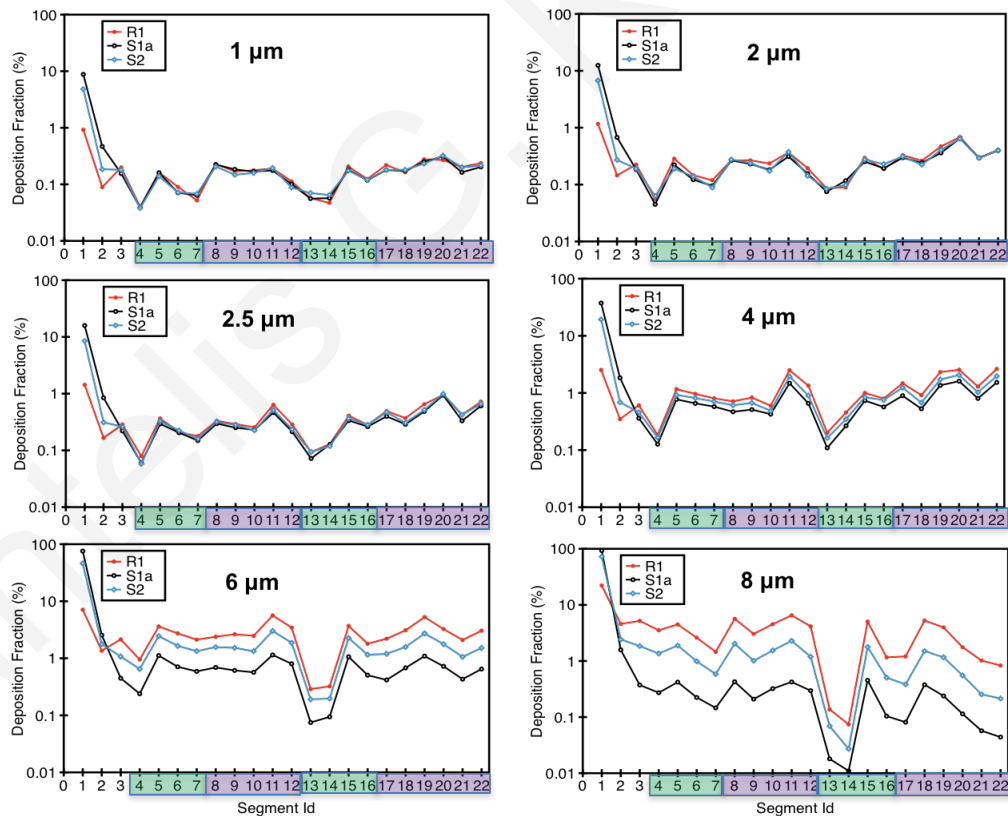 Deposition Fraction (%)
100
10
1
0.1
0.01
R1
S1a
S2
1 µm
0 1 2 3 4 5 6 7 8 9 10 11 12 13 14 15 16 17 18 19 20 21 22
Deposition Fraction (%)
100
10
1
0.1
0.01
R1
S1a
S2
2 µm
0 1 2 3 4 5 6 7 8 9 10 11 12 13 14 15 16 17 18 19 20 21 22
Deposition Fraction (%)
100
10
1
0.1
0.01
R1
S1a
S2
2.5 µm
0 1 2 3 4 5 6 7 8 9 10 11 12 13 14 15 16 17 18 19 20 21 22
Deposition Fraction (%)
100
10
1
0.1
0.01
R1
S1a
S2
4 µm
0 1 2 3 4 5 6 7 8 9 10 11 12 13 14 15 16 17 18 19 20 21 22
Deposition Fraction (%)
100
10
1
0.1
0.01
R1
S1a
S2
6 µm
0 1 2 3 4 5 6 7 8 9 10 11 12 13 14 15 16 17 18 19 20 21 22
Segment Id
Deposition Fraction (%)
100
10
1
0.1
0.01
R1
S1a
S2
8 µm
0 1 2 3 4 5 6 7 8 9 10 11 12 13 14 15 16 17 18 19 20 21 22
Segment Id